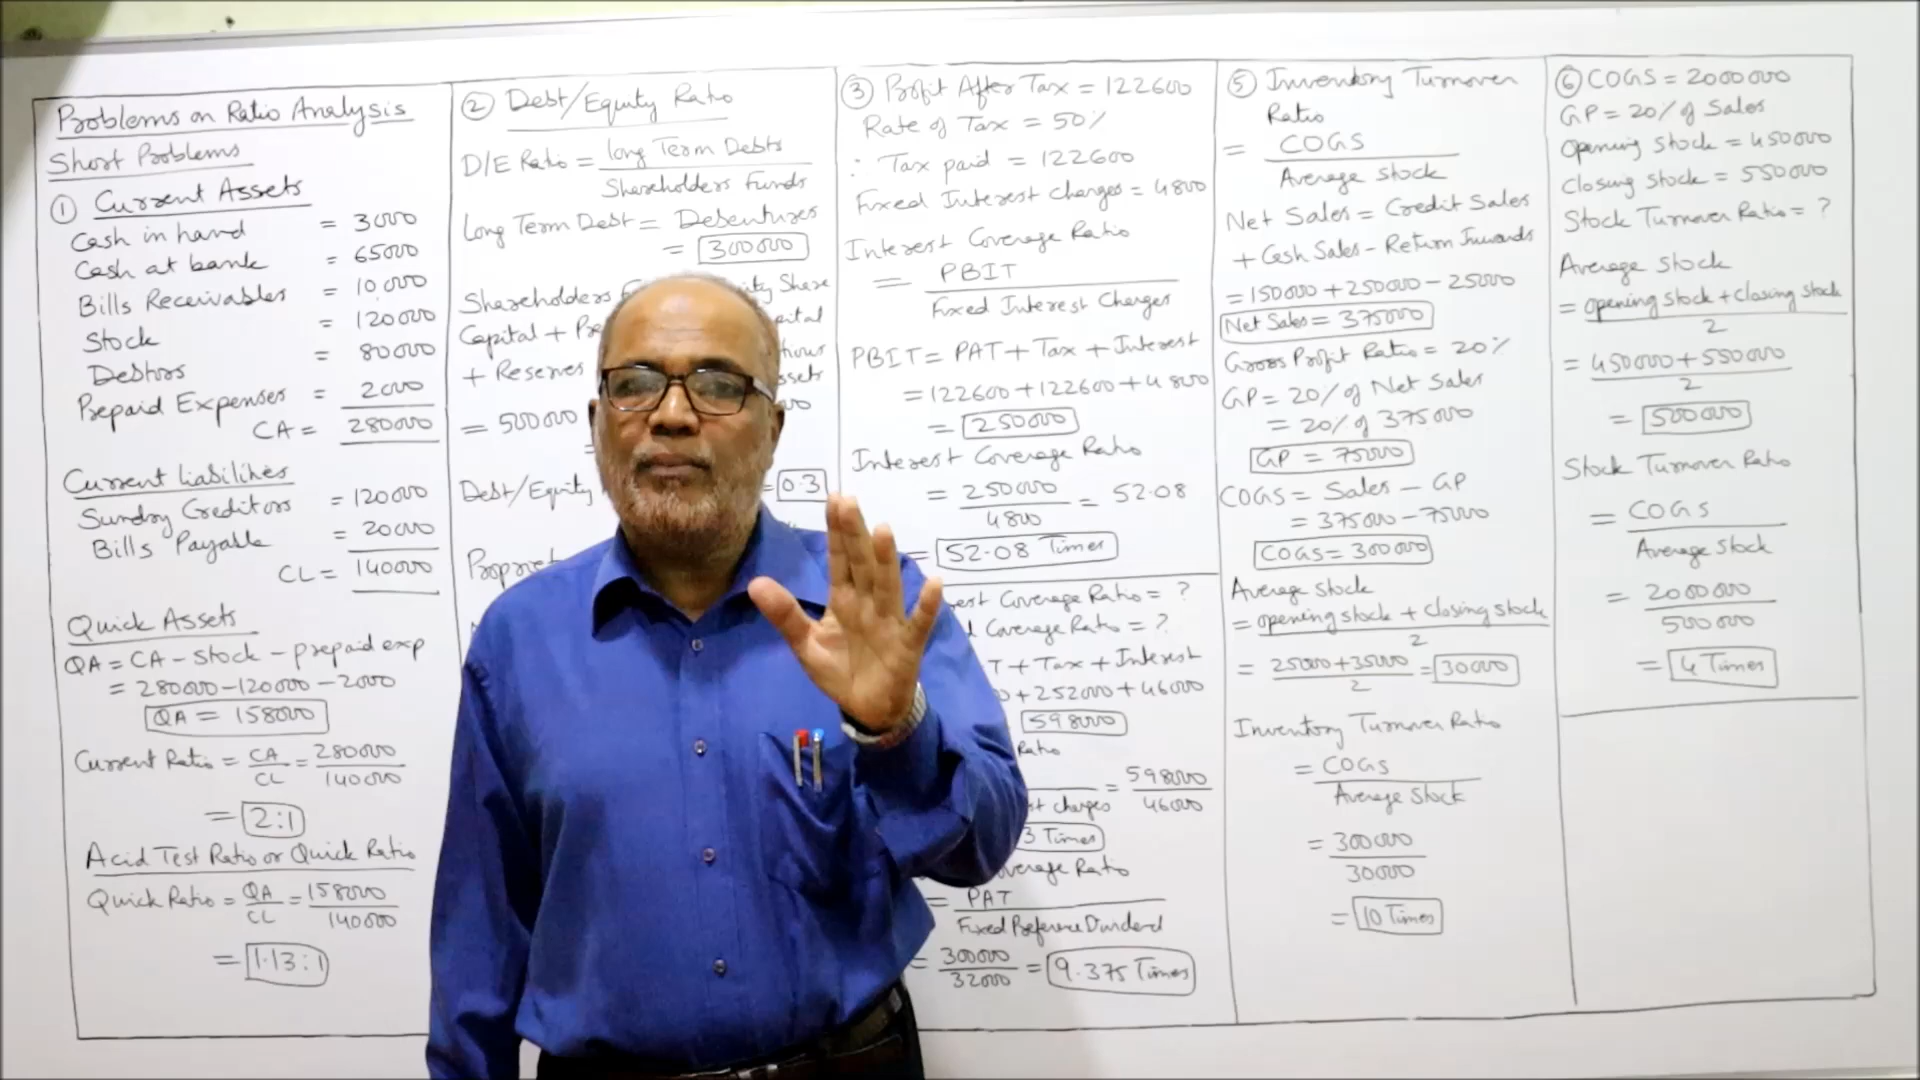 Problems on Ratio Analysis
Short Problems
① Current Assets
Cash in hand = 3000
Cash at bank = 65000
Bills Receivables = 10000
Stock = 120000
Debtors = 80000
Prepaid Expenses = 2000
CA = 280000
Current Liabilities
Sundry Creditors = 120000
Bills Payable = 20000
CL = 140000
Quick Assets
QA = CA - Stock - prepaid exp
= 280000 - 120000 - 2000
QA = 158000
Current Ratio = CA/CL = 280000/140000
= 2:1
Acid Test Ratio or Quick Ratio
Quick Ratio = QA/CL = 158000/140000
= 1.13:1
② Debt/Equity Ratio
D/E Ratio = Long Term Debts/Shareholders Funds
Long Term Debt = Debentures
= 300000
Shareholders
Capital +
+ Reserves
= 500000
Debt/Equity = 0.3
③ Profit After Tax = 122600
Rate of Tax = 50%
∴ Tax paid = 122600
Fixed Interest Charges = 4800
Interest Coverage Ratio
= PBIT/Fixed Interest Charges
PBIT = PAT + Tax + Interest
= 122600 + 122600 + 4800
= 250000
Interest Coverage Ratio
= 250000/4800 = 52.08
= 52.08 Times
Coverage Ratio = ?
Coverage Ratio = ?
+ Tax + Interest
+ 252000 + 46000
598000
Ratio
charges = 598000/46000
3 Times
Ratio
= PAT/Fixed Preference Dividend
= 300000/32000 = 9.375 Times
⑤ Inventory Turnover
Ratio
= COGS/Average Stock
Net Sales = Credit Sales
+ Cash Sales - Return Inwards
= 150000 + 250000 - 25000
Net Sales = 375000
Gross Profit Ratio = 20%
GP = 20% of Net Sales
= 20% of 375000
GP = 75000
COGS = Sales - GP
= 375000 - 75000
COGS = 300000
Average Stock
= opening stock + closing stock/2
= 25000 + 35000/2 = 30000
Inventory Turnover Ratio
= COGS/Average Stock
= 300000/30000
= 10 Times
⑥ COGS = 2000000
GP = 20% of Sales
Opening Stock = 450000
Closing Stock = 550000
Stock Turnover Ratio = ?
Average Stock
= opening stock + closing stock/2
= 450000 + 550000/2
= 500000
Stock Turnover Ratio
= COGS/Average Stock
= 2000000/500000
= 4 Times